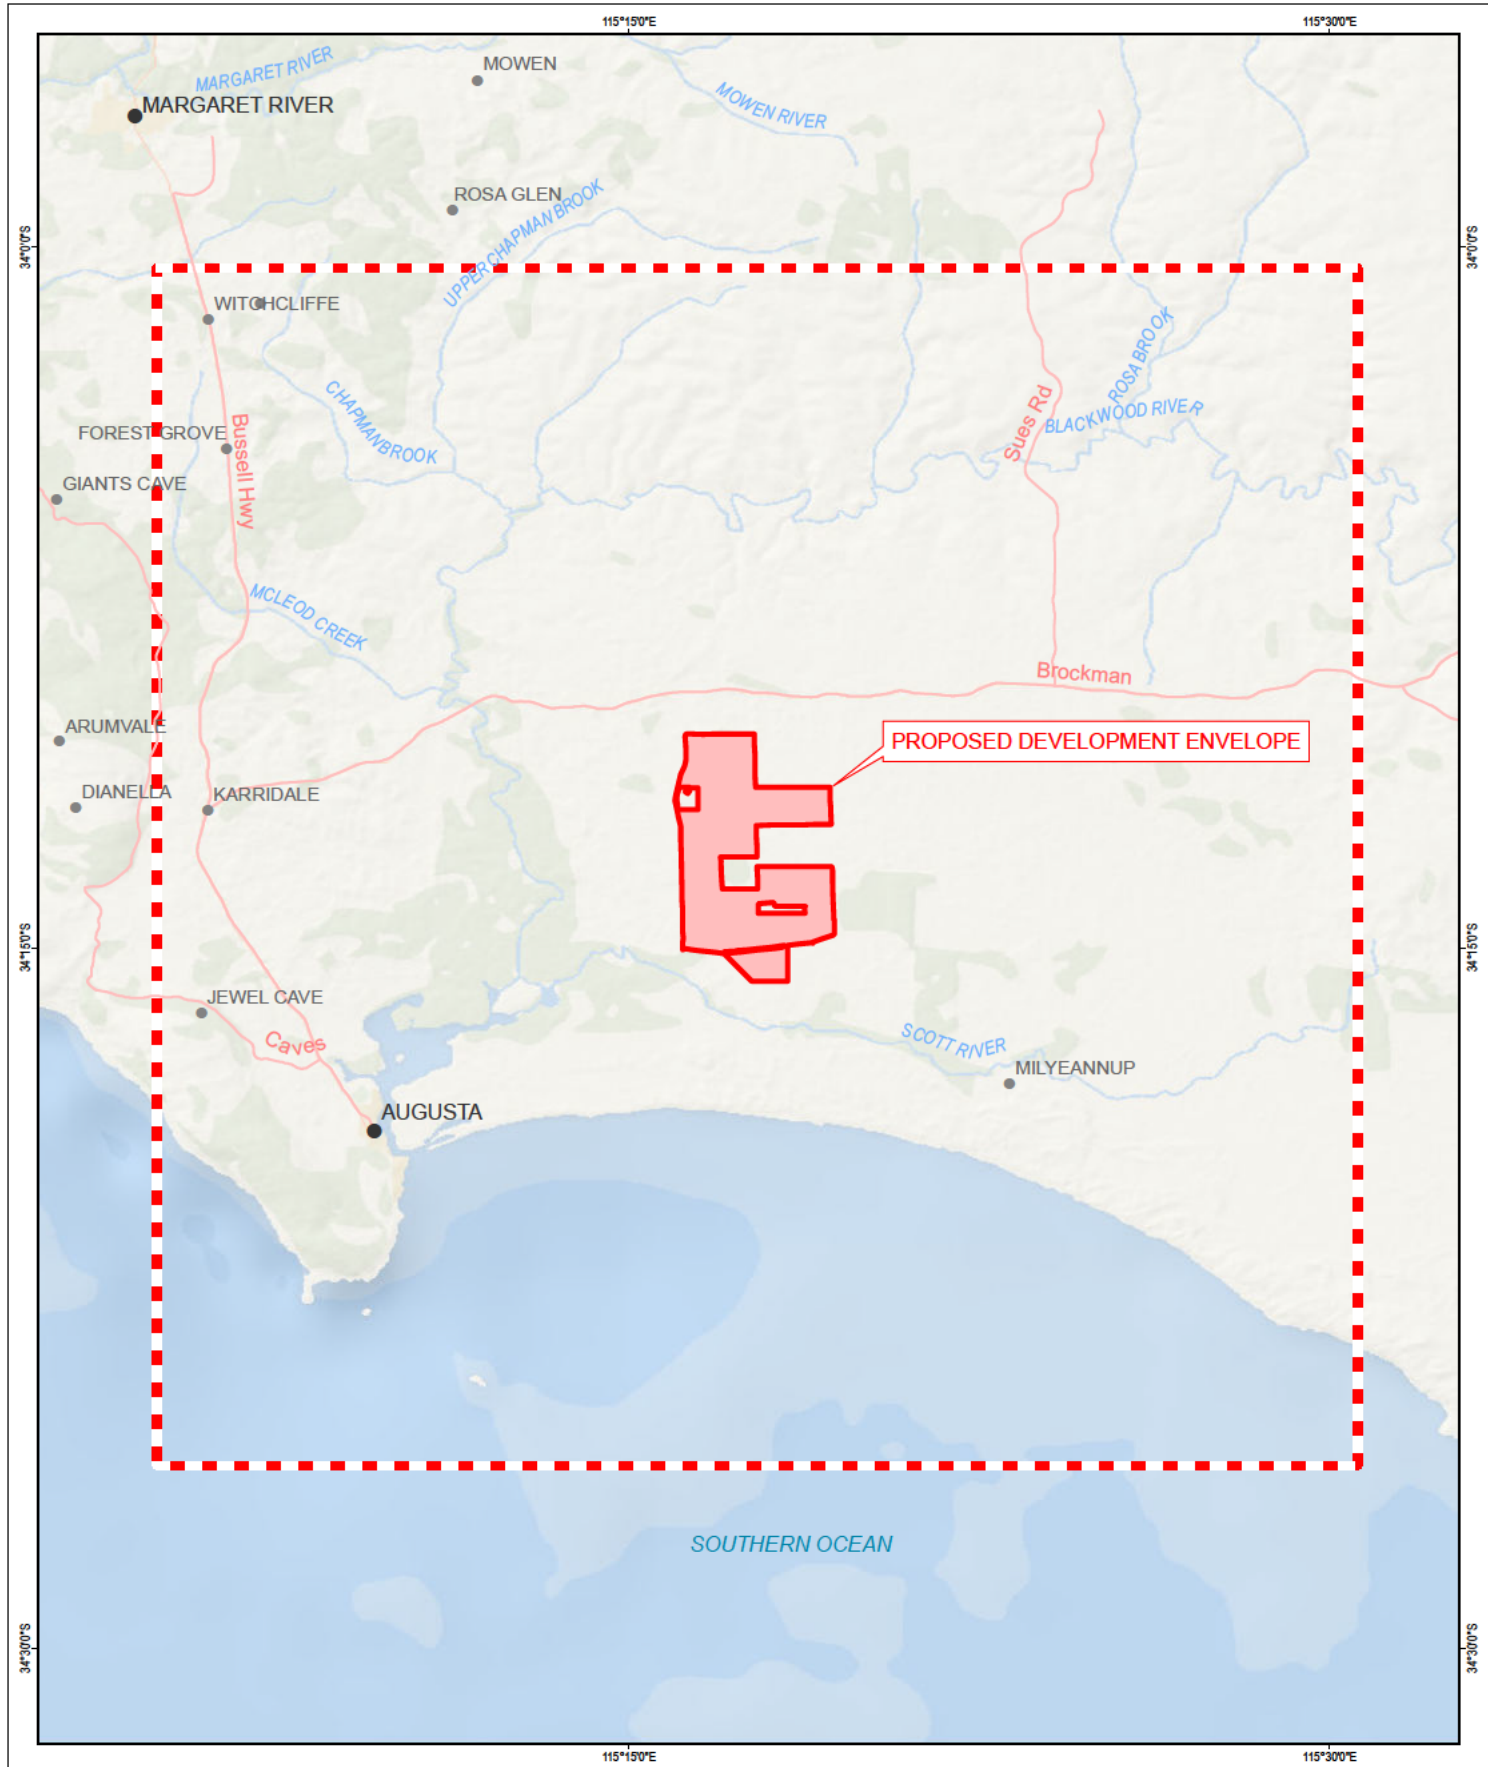 115°15'0"E
115°30'0"E
MARGARET RIVER
MOWEN
MARGARET RIVER
MOWEN RIVER
ROSA GLEN
UPPER CHAPMAN BROOK
34°0'0"S
34°0'0"S
WITCHCLIFFE
ROSA BROOK
CHAPMAN BROOK
Sues Rd
BLACKWOOD RIVER
FOREST GROVE
Bussell Hwy
GIANTS CAVE
MCLEOD CREEK
Brockman
ARUMVALE
PROPOSED DEVELOPMENT ENVELOPE
DIANELLA
KARRIDALE
34°15'0"S
34°15'0"S
JEWEL CAVE
Caves
SCOTT RIVER
MILYEANNUP
AUGUSTA
SOUTHERN OCEAN
34°30'0"S
34°30'0"S
115°15'0"E
115°30'0"E